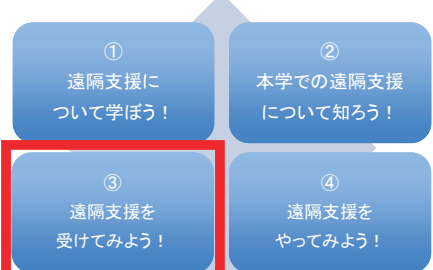 ①
遠隔支援に
ついて学ぼう！
②
本学での遠隔支援
について知ろう！
③
遠隔支援を
受けてみよう！
④
遠隔支援を
やってみよう！